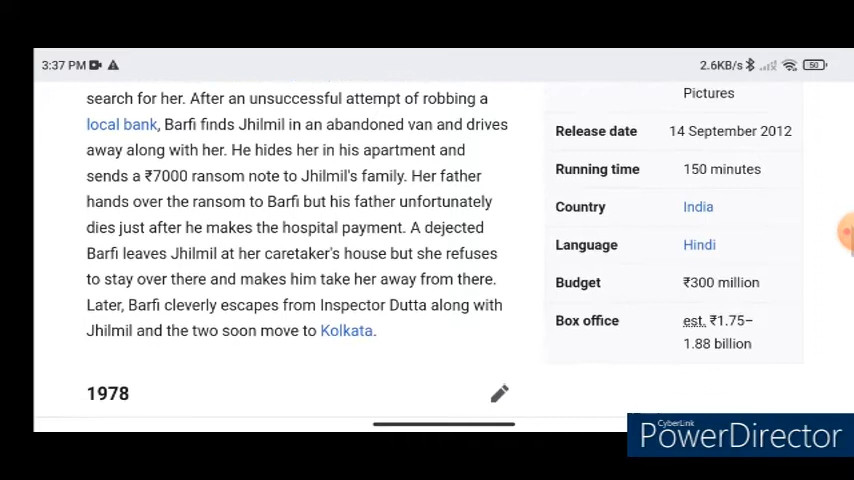 3:37 PM
2.6KB/s
50
search for her. After an unsuccessful attempt of robbing a
local bank, Barfi finds Jhilmil in an abandoned van and drives
away along with her. He hides her in his apartment and
sends a ₹7000 ransom note to Jhilmil's family. Her father
hands over the ransom to Barfi but his father unfortunately
dies just after he makes the hospital payment. A dejected
Barfi leaves Jhilmil at her caretaker's house but she refuses
to stay over there and makes him take her away from there.
Later, Barfi cleverly escapes from Inspector Dutta along with
Jhilmil and the two soon move to Kolkata.
1978
Pictures
Release date 14 September 2012
Running time 150 minutes
Country India
Language Hindi
Budget ₹300 million
Box office est. ₹1.75–
1.88 billion
CyberLink
PowerDirector